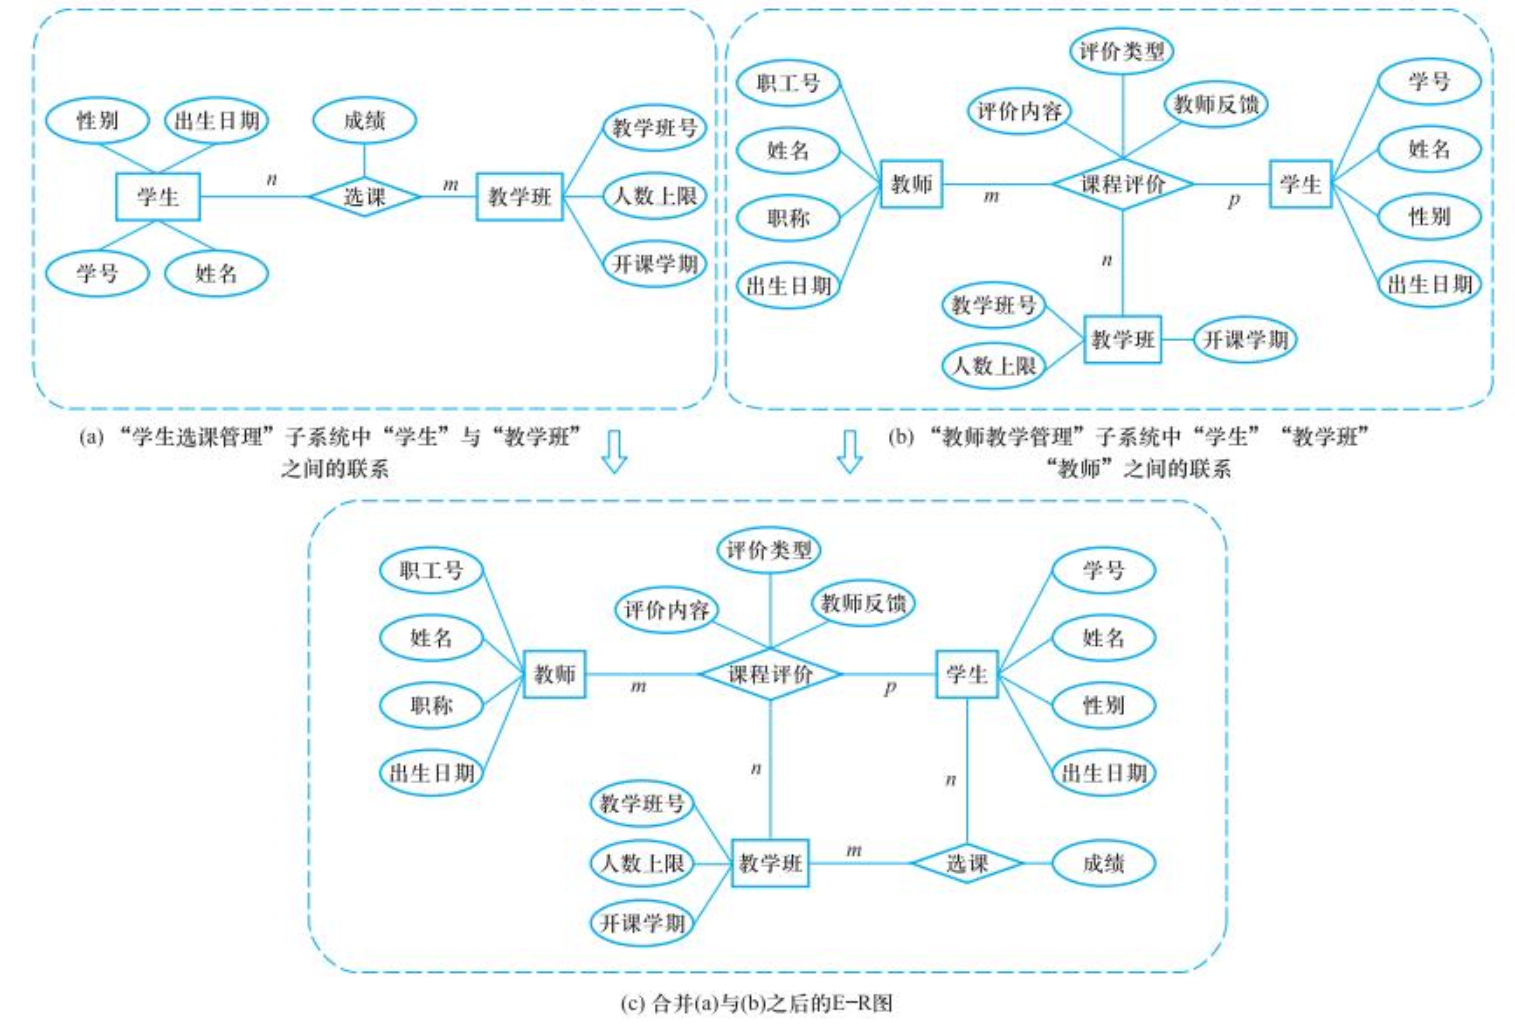 性别
出生日期
成绩
教学班号
学生
n
选课
m
教学班
人数上限
开课学期
学号
姓名
(a) “学生选课管理”子系统中“学生”与“教学班”
之间的联系
评价类型
职工号
评价内容
教师反馈
学号
姓名
姓名
教师
m
课程评价
p
学生
职称
性别
n
出生日期
出生日期
教学班号
教学班
开课学期
人数上限
(b) “教师教学管理”子系统中“学生”“教学班”
“教师”之间的联系
评价类型
职工号
评价内容
教师反馈
学号
姓名
姓名
教师
m
课程评价
p
学生
职称
性别
n
n
出生日期
出生日期
教学班号
人数上限
教学班
m
选课
成绩
开课学期
(c) 合并(a)与(b)之后的E-R图